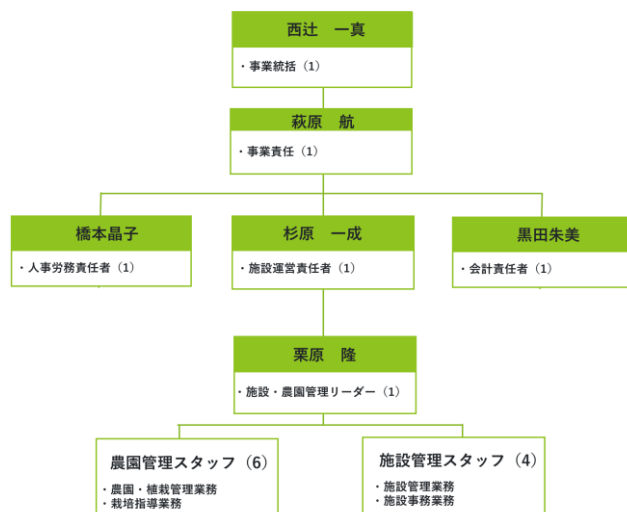 西辻　一真
・事業統括（1）
萩原　航
・事業責任（1）
橋本晶子
・人事労務責任者（1）
杉原　一成
・施設運営責任者（1）
黒田朱美
・会計責任者（1）
栗原　隆
・施設・農園管理リーダー（1）
農園管理スタッフ（6）
・農園・植栽管理業務
・栽培指導業務
施設管理スタッフ（4）
・施設管理業務
・施設事務業務